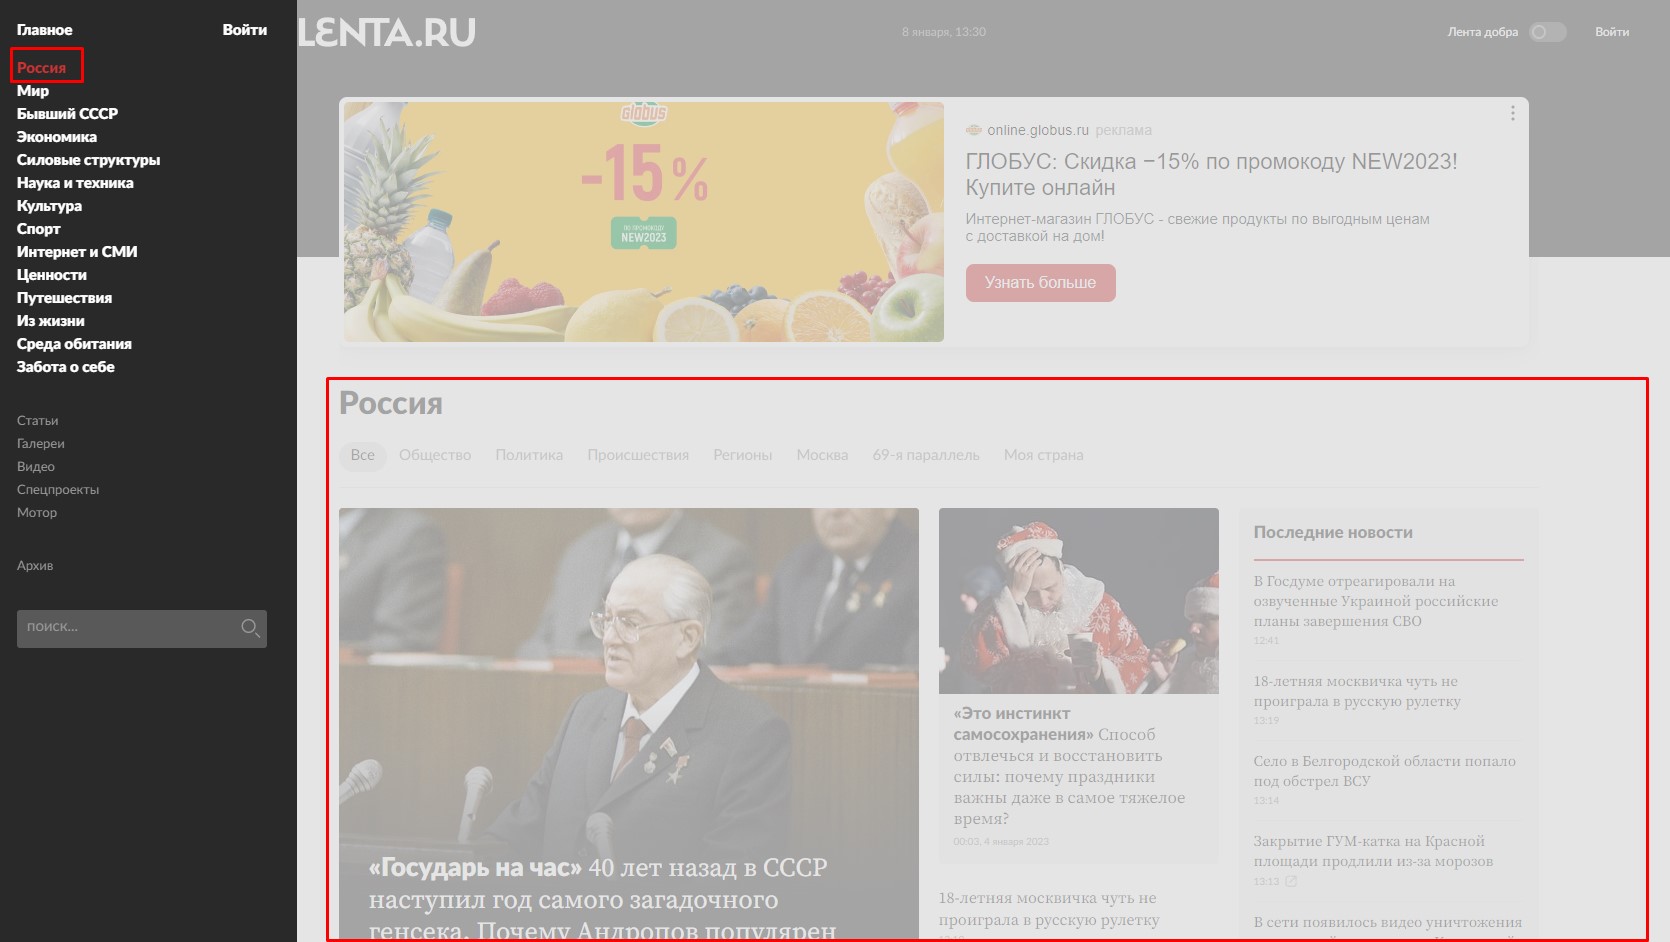 Главное
Войти
Россия
Мир
Бывший СССР
Экономика
Силовые структуры
Наука и техника
Культура
Спорт
Интернет и СМИ
Ценности
Путешествия
Из жизни
Среда обитания
Забота о себе
Статьи
Галереи
Видео
Спецпроекты
Мотор
Архив
поиск...
LENTA.RU
8 января, 13:30
Лента добра
Войти
globus
-15%
ПО ПРОМОКОДУ
NEW2023
online.globus.ru реклама
ГЛОБУС: Скидка −15% по промокоду NEW2023!
Купите онлайн
Интернет-магазин ГЛОБУС - свежие продукты по выгодным ценам
с доставкой на дом!
Узнать больше
Россия
Все Общество Политика Происшествия Регионы Москва 69-я параллель Моя страна
«Государь на час» 40 лет назад в СССР
наступил год самого загадочного
генсека. Почему Андропов популярен
«Это инстинкт
самосохранения» Способ
отвлечься и восстановить
силы: почему праздники
важны даже в самое тяжелое
время?
00:03, 4 января 2023
18-летняя москвичка чуть не
проиграла в русскую рулетку
Последние новости
В Госдуме отреагировали на
озвученные Украиной российские
планы завершения СВО
12:41
18-летняя москвичка чуть не
проиграла в русскую рулетку
13:19
Село в Белгородской области попало
под обстрел ВСУ
13:14
Закрытие ГУМ-катка на Красной
площади продлили из-за морозов
13:13
В сети появилось видео уничтожения